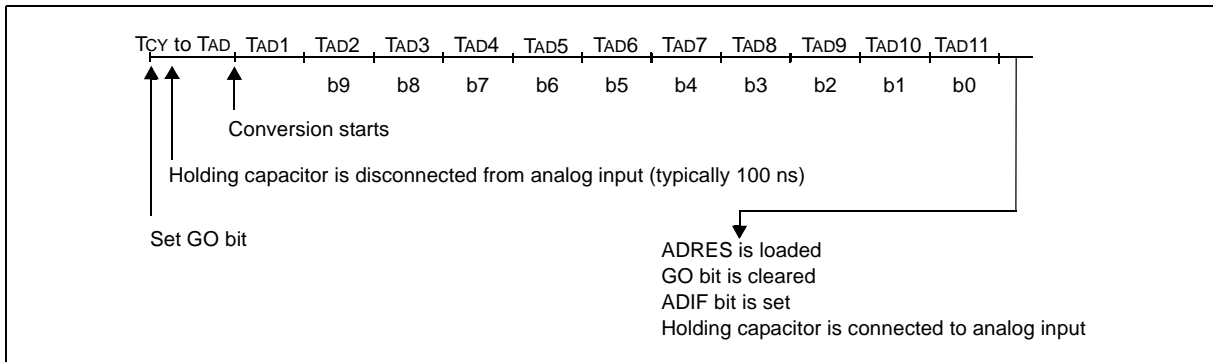 TCY to TAD TAD1 TAD2 TAD3 TAD4 TAD5 TAD6 TAD7 TAD8 TAD9 TAD10 TAD11
b9 b8 b7 b6 b5 b4 b3 b2 b1 b0
Conversion starts
Holding capacitor is disconnected from analog input (typically 100 ns)
Set GO bit
ADRES is loaded
GO bit is cleared
ADIF bit is set
Holding capacitor is connected to analog input